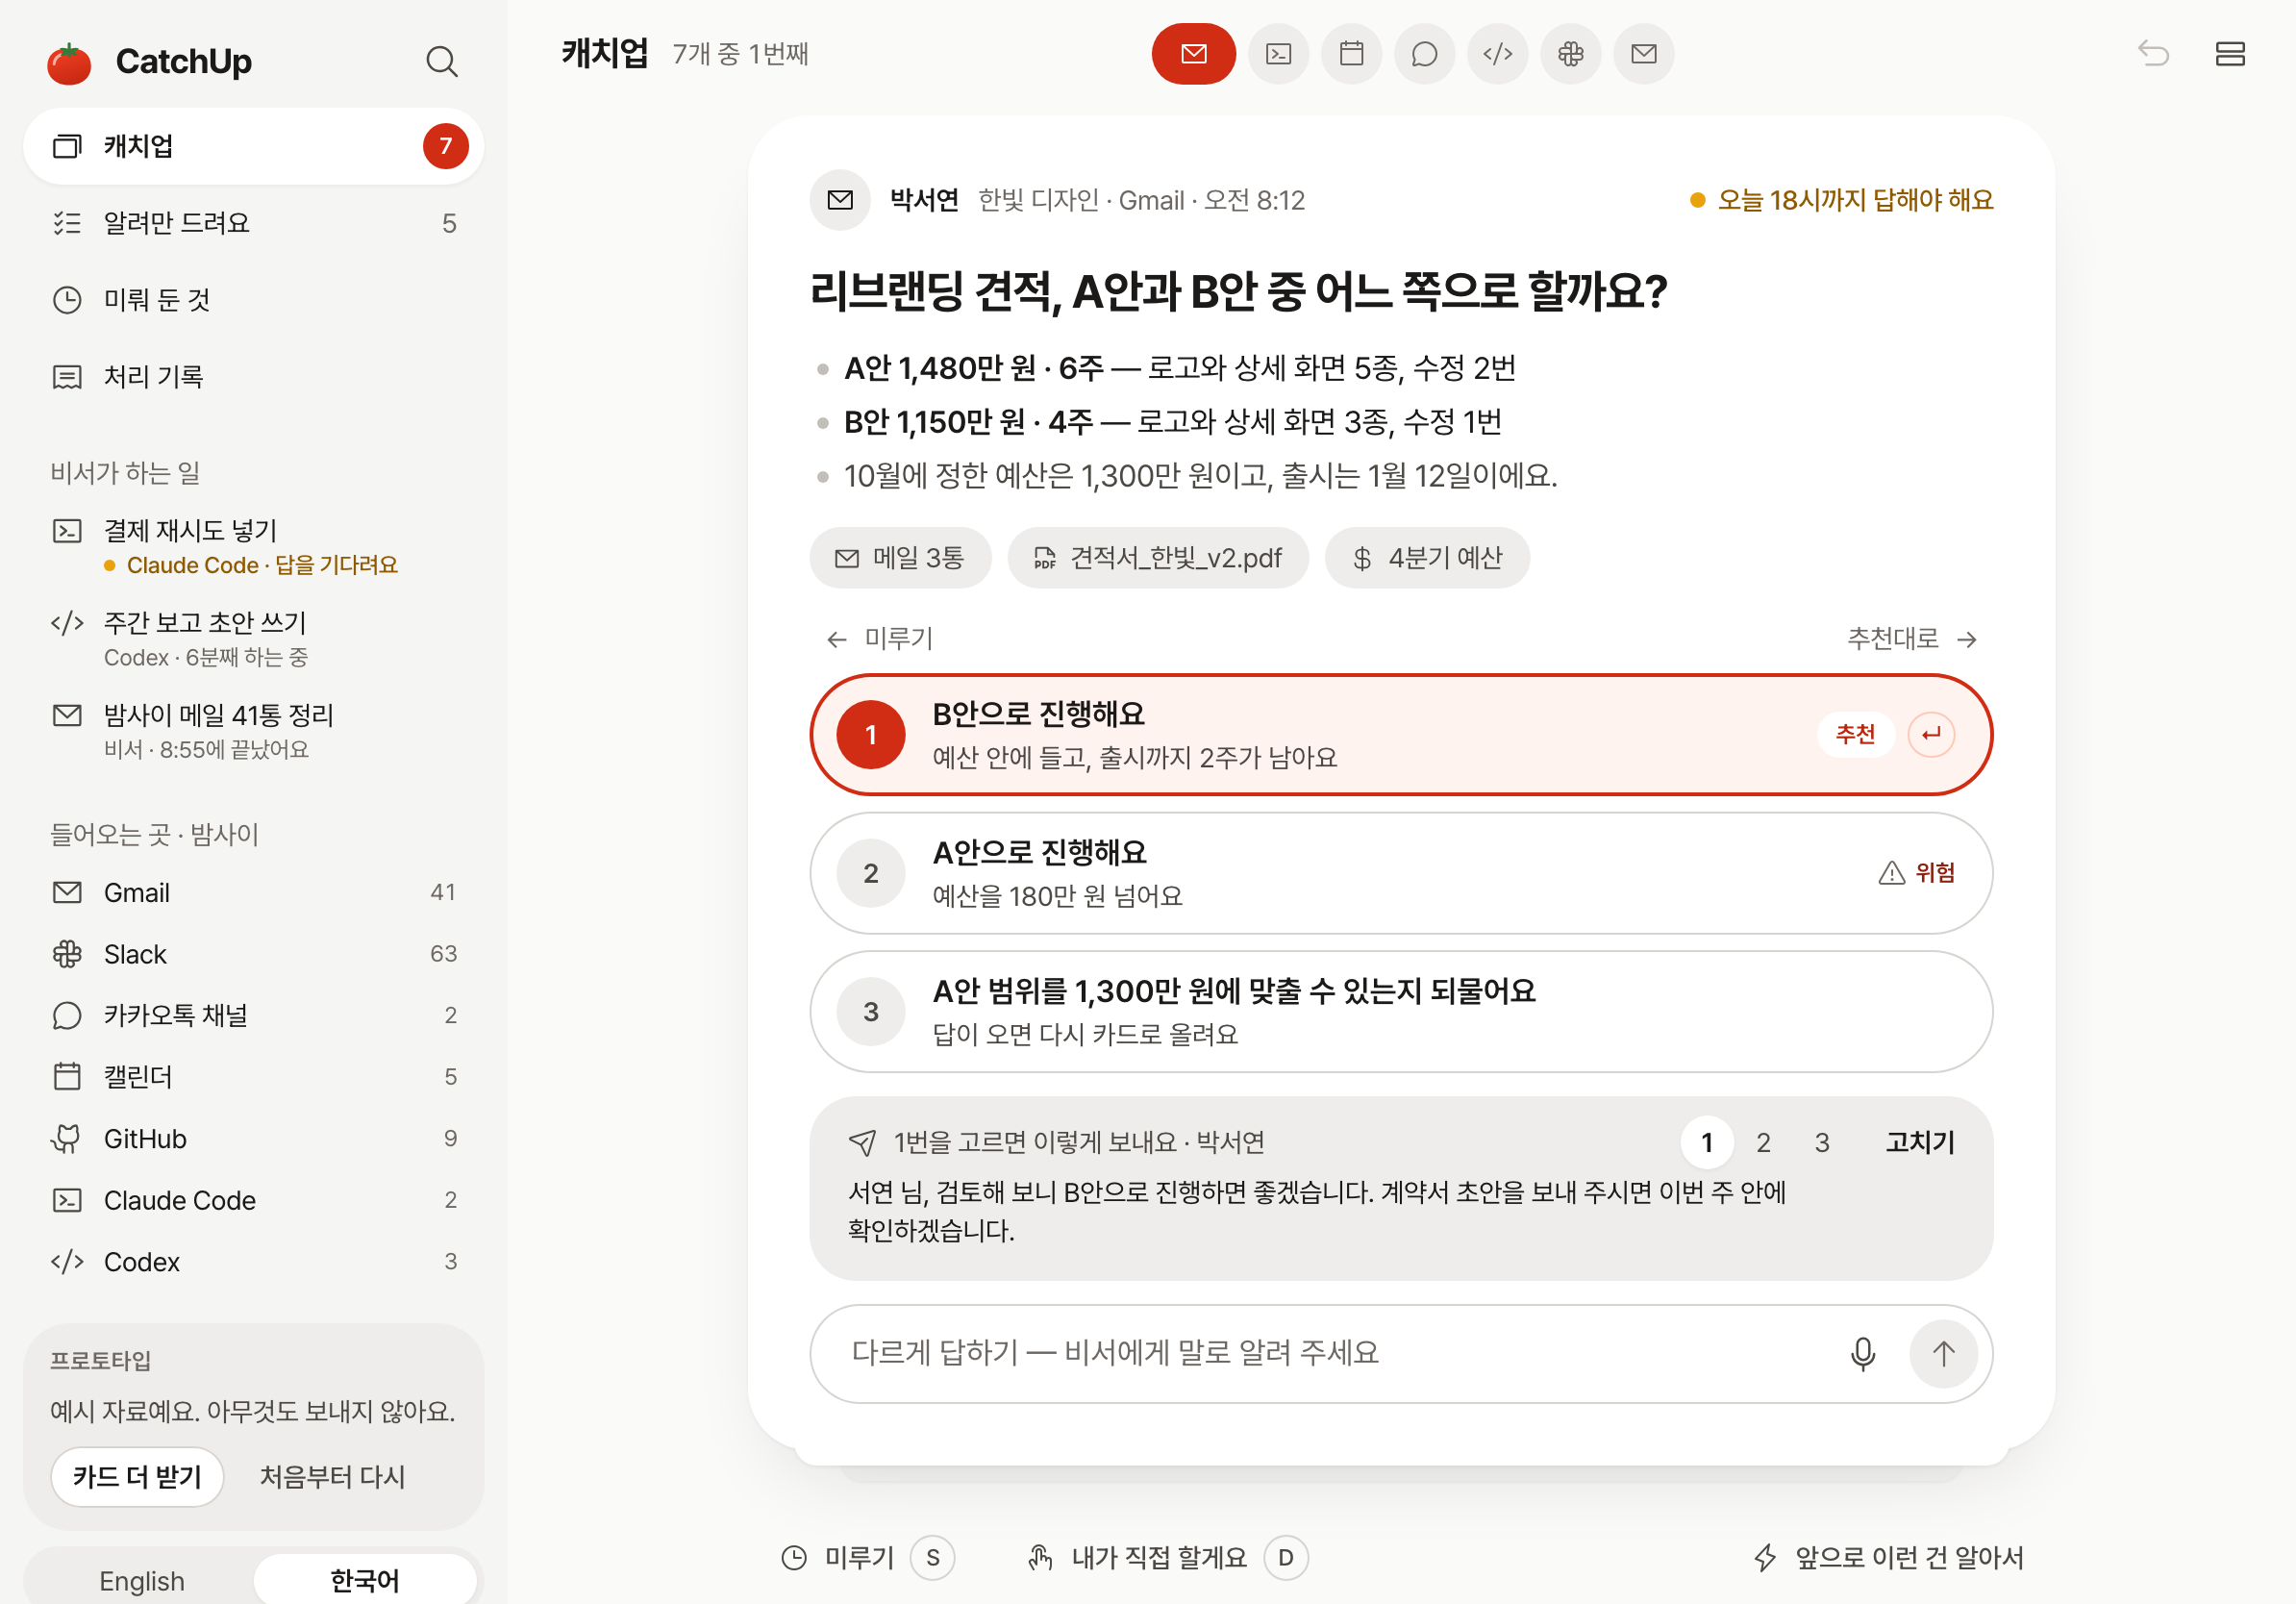 CatchUp
캐치업
7
알려만 드려요
5
미뤄 둔 것
처리 기록
비서가 하는 일
결제 재시도 넣기
Claude Code · 답을 기다려요
주간 보고 초안 쓰기
Codex · 6분째 하는 중
밤사이 메일 41통 정리
비서 · 8:55에 끝났어요
들어오는 곳 · 밤사이
Gmail
41
Slack
63
카카오톡 채널
2
캘린더
5
GitHub
9
Claude Code
2
Codex
3
프로토타입
예시 자료예요. 아무것도 보내지 않아요.
카드 더 받기
처음부터 다시
English
한국어
캐치업
7개 중 1번째
박서연
한빛 디자인 · Gmail · 오전 8:12
오늘 18시까지 답해야 해요
리브랜딩 견적, A안과 B안 중 어느 쪽으로 할까요?
A안 1,480만 원 · 6주 — 로고와 상세 화면 5종, 수정 2번
B안 1,150만 원 · 4주 — 로고와 상세 화면 3종, 수정 1번
10월에 정한 예산은 1,300만 원이고, 출시는 1월 12일이에요.
메일 3통
PDF
견적서_한빛_v2.pdf
$
4분기 예산
← 미루기
추천대로 →
1
B안으로 진행해요
예산 안에 들고, 출시까지 2주가 남아요
추천
2
A안으로 진행해요
예산을 180만 원 넘어요
위험
3
A안 범위를 1,300만 원에 맞출 수 있는지 되물어요
답이 오면 다시 카드로 올려요
1번을 고르면 이렇게 보내요 · 박서연
1
2
3
고치기
서연 님, 검토해 보니 B안으로 진행하면 좋겠습니다. 계약서 초안을 보내 주시면 이번 주 안에
확인하겠습니다.
다르게 답하기 — 비서에게 말로 알려 주세요
미루기
S
내가 직접 할게요
D
앞으로 이런 건 알아서